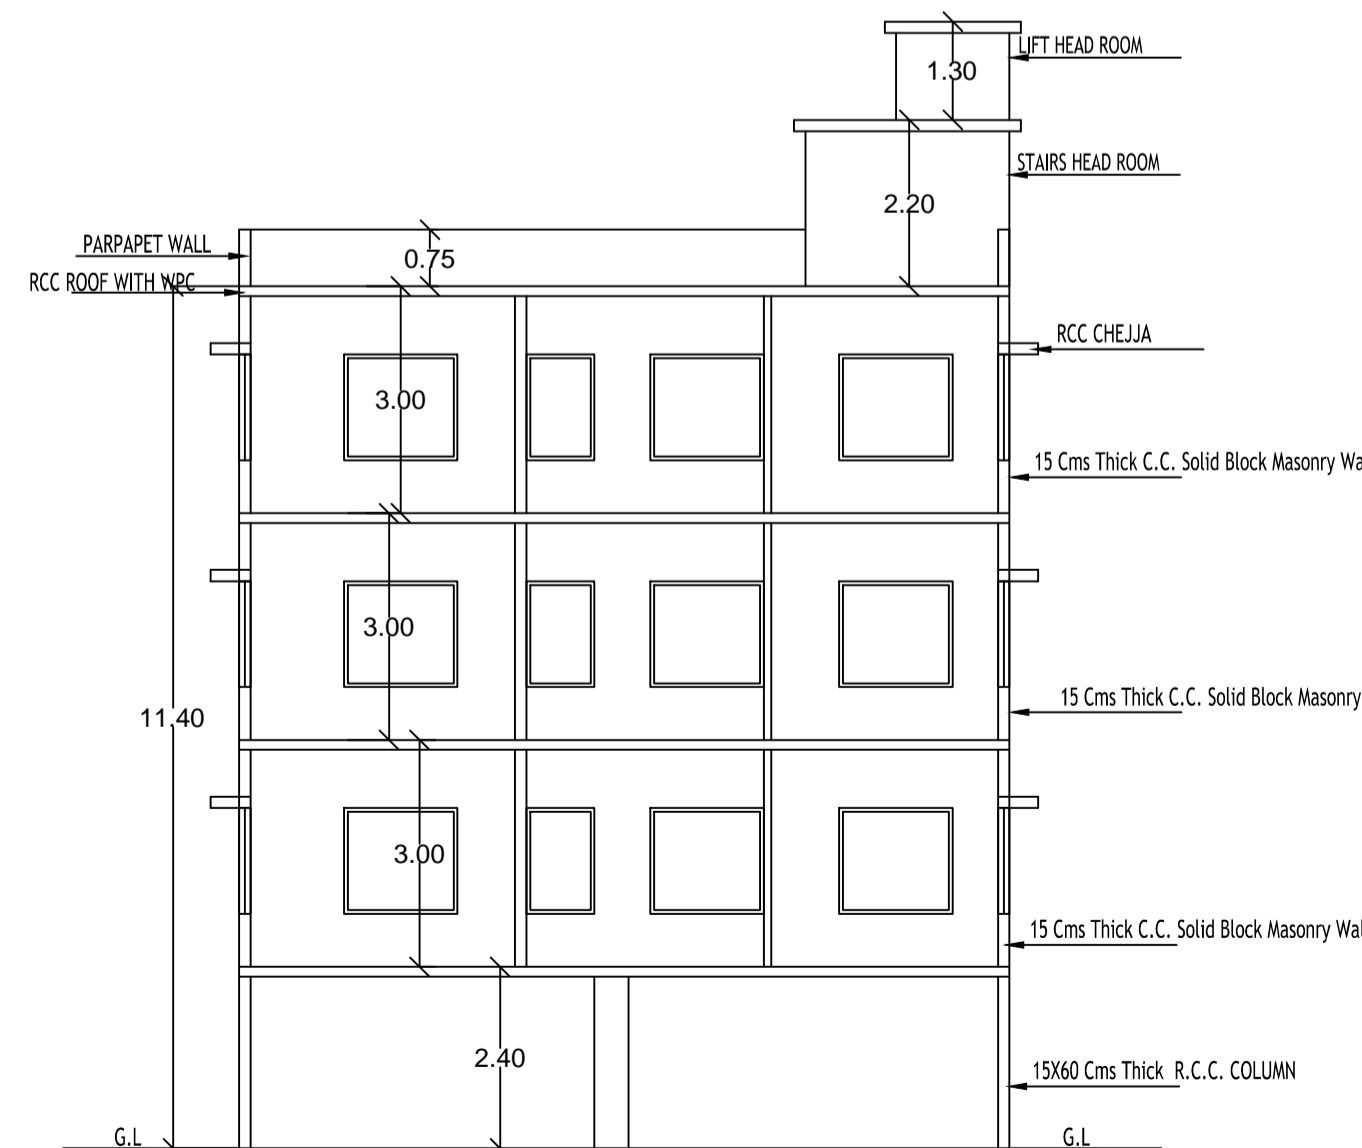 LIFT HEAD ROOM
1.30
STAIRS HEAD ROOM
2.20
PARPAPET WALL
0.75
RCC ROOF WITH WPC
RCC CHEJJA
3.00
15 Cms Thick C.C. Solid Block Masonry Wa
3.00
15 Cms Thick C.C. Solid Block Masonry
11.40
3.00
15 Cms Thick C.C. Solid Block Masonry Wal
2.40
15X60 Cms Thick R.C.C. COLUMN
G.L
G.L